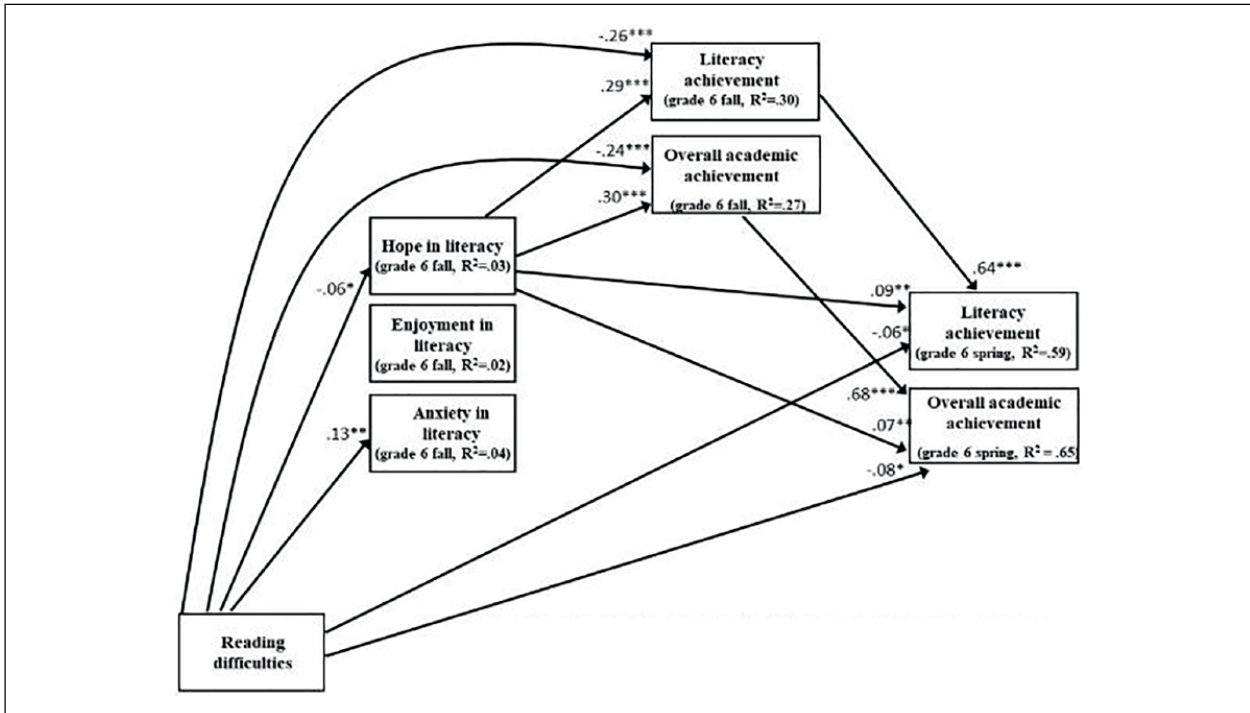 -.26***
Literacy
achievement
(grade 6 fall, R²=.30)
.29***
-.24***
Overall academic
achievement
(grade 6 fall, R²=.27)
.30***
Hope in literacy
(grade 6 fall, R²=.03)
-.06*
Enjoyment in
literacy
(grade 6 fall, R²=.02)
Anxiety in
literacy
(grade 6 fall, R²=.04)
.13**
.64***
.09**
Literacy
achievement
(grade 6 spring, R²=.59)
-.06*
.68***
Overall academic
achievement
(grade 6 spring, R² = .65)
.07**
-.08*
Reading
difficulties